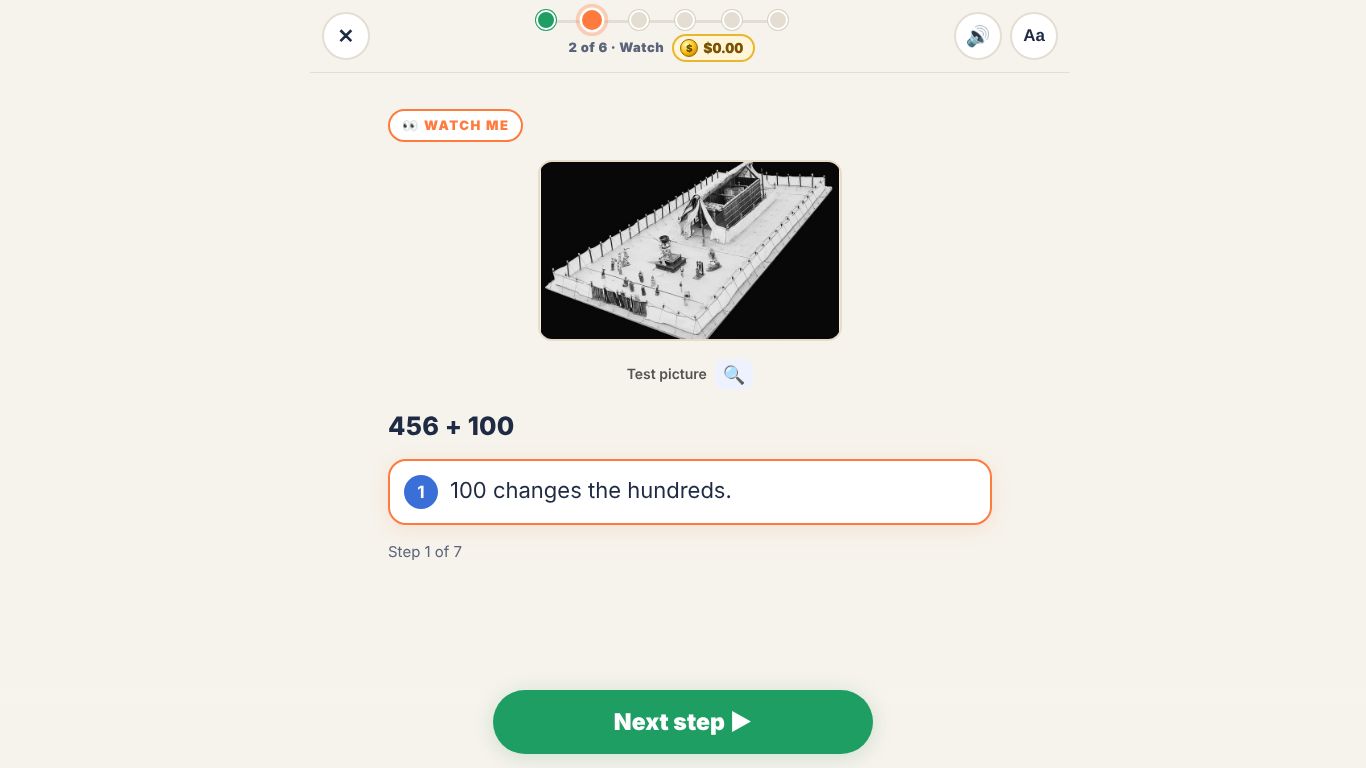 2 of 6 · Watch
$ $0.00
Aa
WATCH ME
Test picture
456 + 100
1 100 changes the hundreds.
Step 1 of 7
Next step